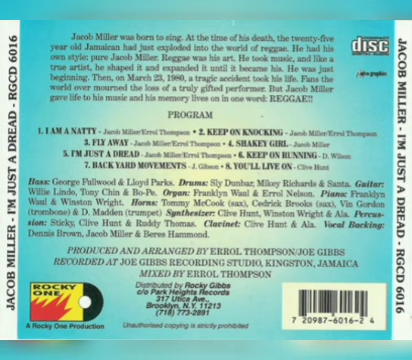 JACOB MILLER - I'M JUST A DREAD - RGCD 6016
Jacob Miller was born to sing. At the time of his death, the twenty-five
year old Jamaican had just exploded into the world of reggae. He had his
own style; pure Jacob Miller. Reggae was his art. He took music, and like a
true artist, he shaped it and expanded it until it became his. He was just
beginning. Then, on March 23, 1980, a tragic accident took his life. Fans the
world over mourned the loss of a truly gifted performer. But Jacob Miller
gave life to his music and his memory lives on in one word: REGGAE!!
disc
PROGRAM
1. I AM A NATTY - Jacob Miller/Errol Thompson • 2. KEEP ON KNOCKING - Jacob Miller/Errol Thompson
3. FLY AWAY - Jacob Miller/Errol Thompson • 4. SHAKEY GIRL - Jacob Miller
5. I'M JUST A DREAD - Jacob Miller/Errol Thompson • 6. KEEP ON RUNNING - D. Wilson
7. BACK YARD MOVEMENTS - J. Gibson • 8. YOU'LL LIVE ON - Clive Hunt
Bass: George Fullwood & Lloyd Parks. Drums: Sly Dunbar, Mikey Richards & Santa. Guitar:
Willie Lindo, Tony Chin & Bo-Pe. Organ: Franklyn Waul & Errol Nelson. Piano: Franklyn
Waul & Winston Wright. Horns: Tommy McCook (sax), Cedrick Brooks (sax), Vin Gordon
(trombone) & D. Madden (trumpet) Synthesizer: Clive Hunt, Winston Wright & Ala. Percus-
sion: Sticky, Clive Hunt & Ruddy Thomas. Clavinet: Clive Hunt & Ala. Vocal Backing:
Dennis Brown, Jacob Miller & Beres Hammond.
PRODUCED AND ARRANGED BY ERROL THOMPSON/JOE GIBBS
RECORDED AT JOE GIBBS RECORDING STUDIO, KINGSTON, JAMAICA
MIXED BY ERROL THOMPSON
ROCKY
ONE
A Rocky One Production
Distributed by Rocky Gibbs
c/o Park Heights Records
317 Utica Ave.
Brooklyn, N.Y. 11213
(718) 773-2891
Unauthorised copying is strictly prohibited
7 20987-6016-2 4
JACOB MILLER - I'M JUST A DREAD - RGCD 6016